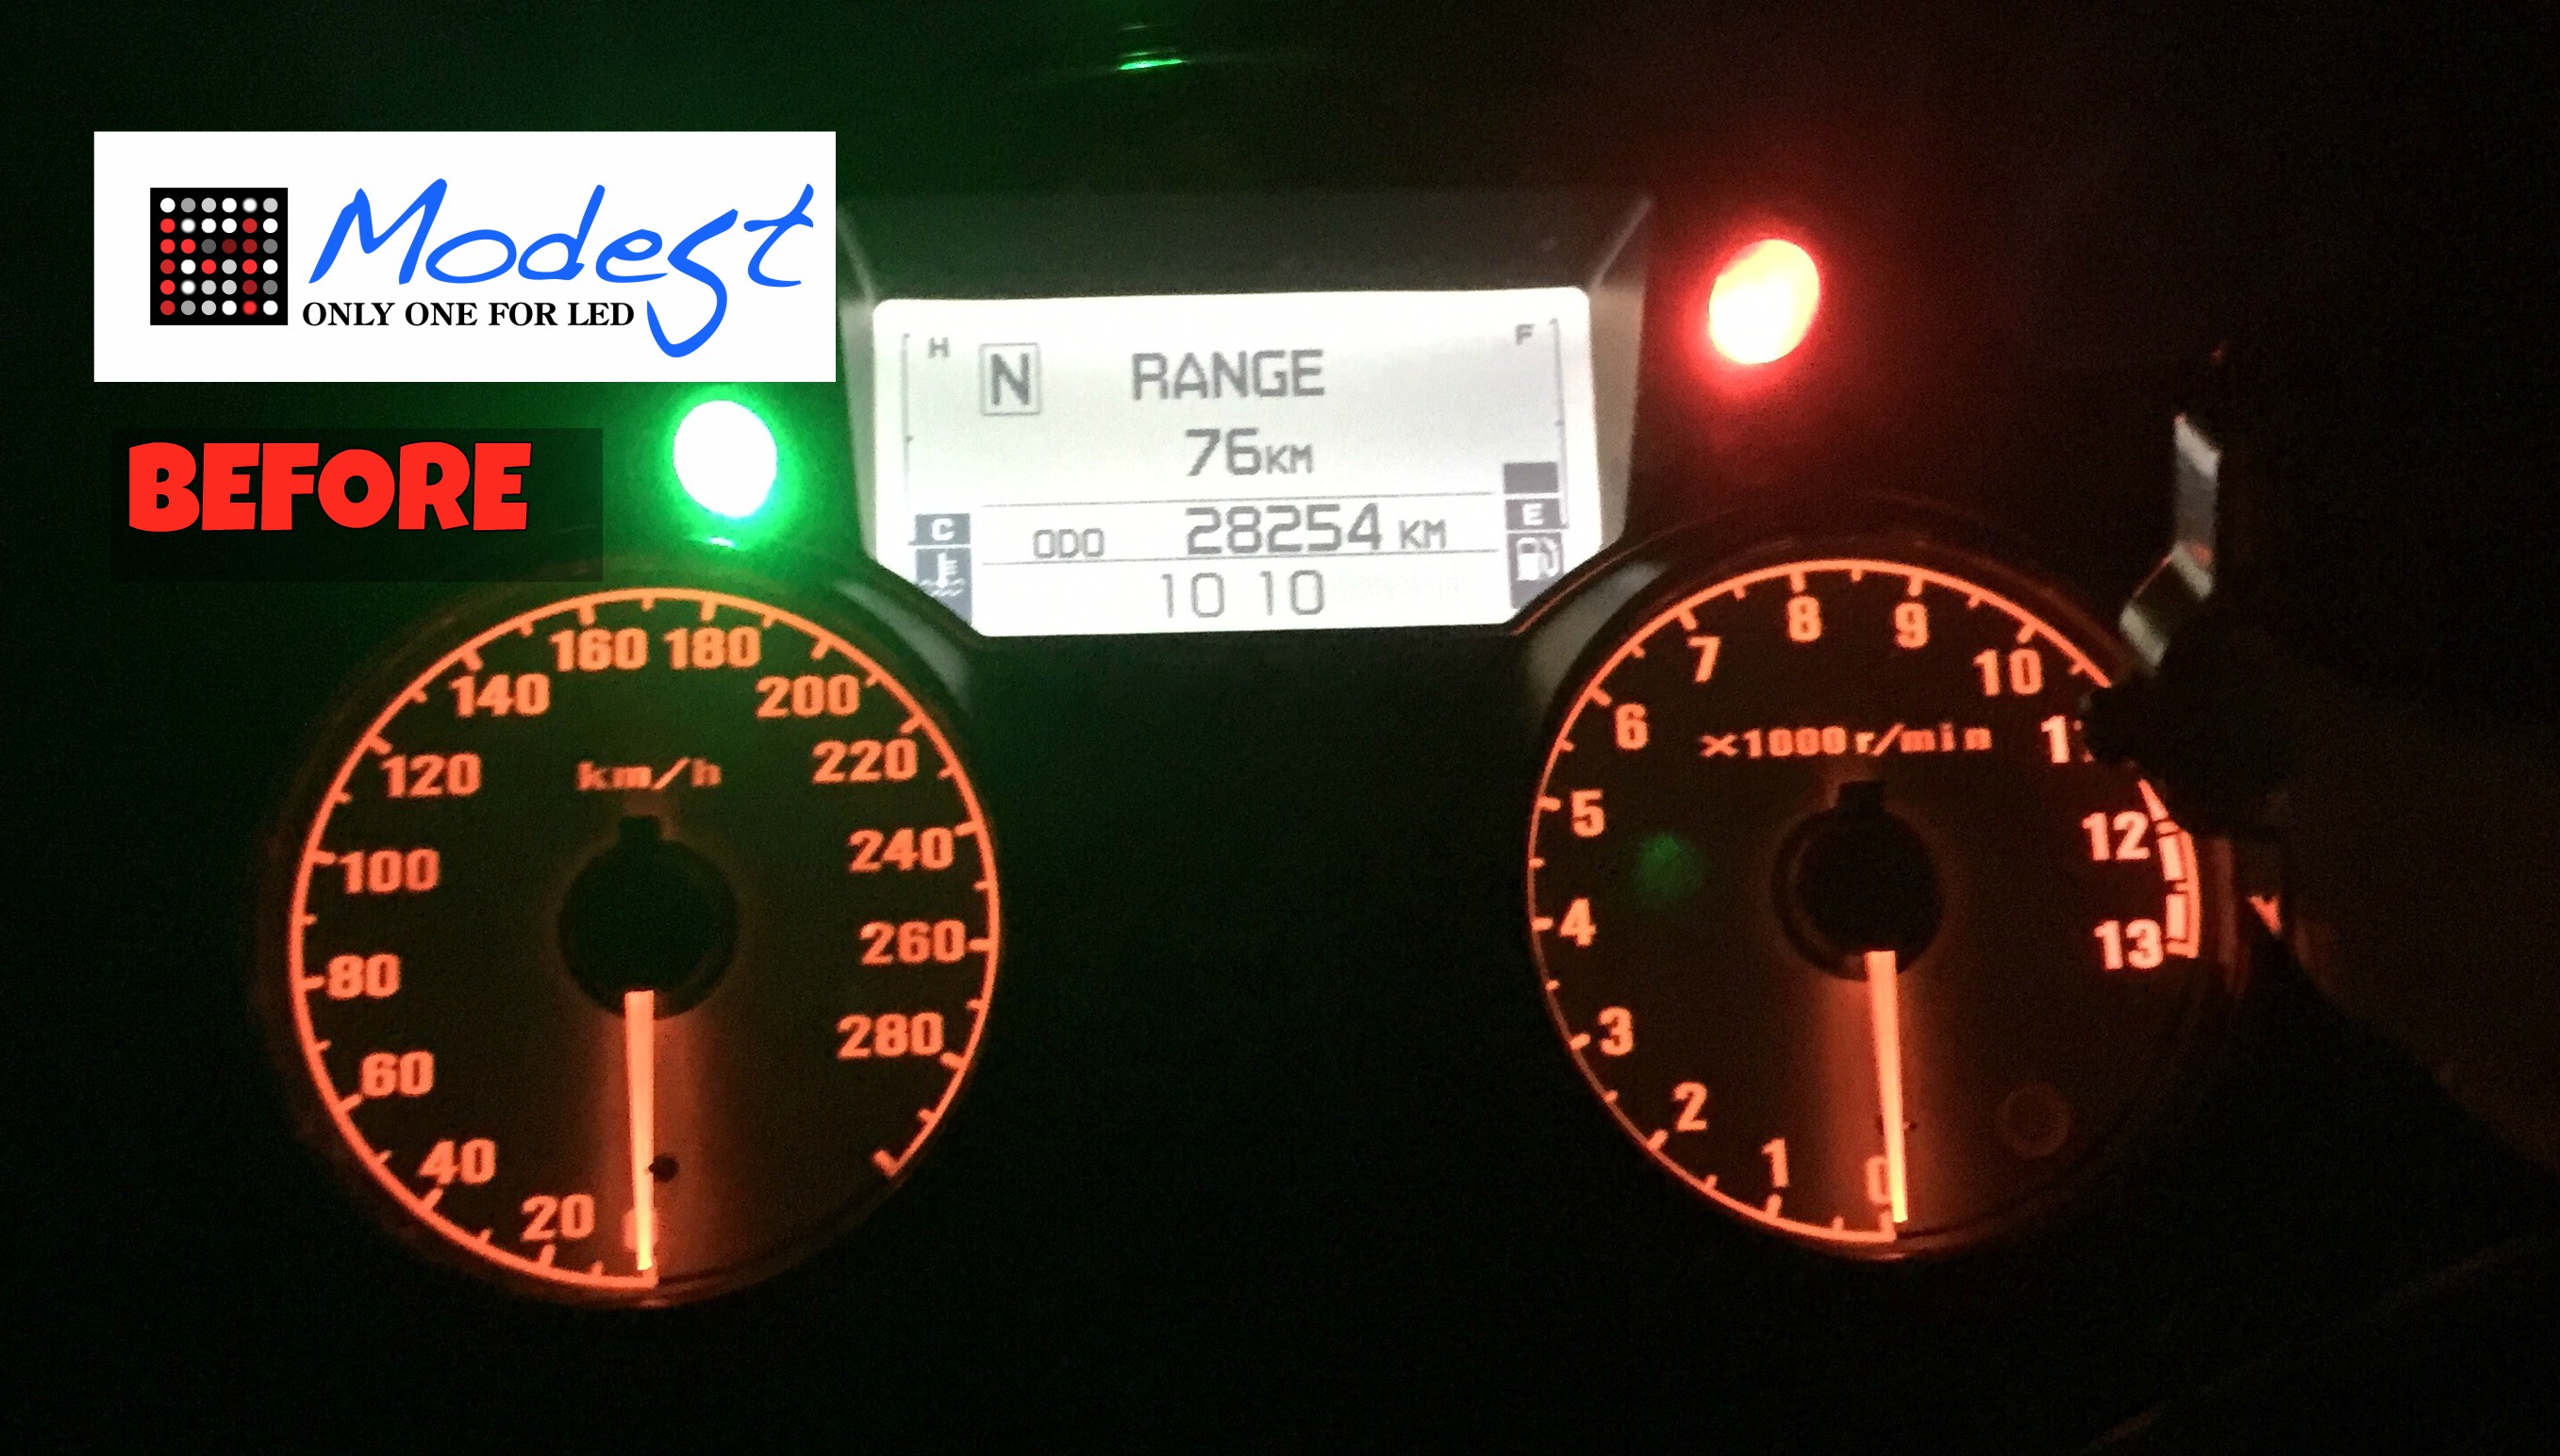 Modest
ONLY ONE FOR LED
BEFORE
H
F
N RANGE
76KM
C
E
ODO 28254 KM
10 10
160 180
140
200
120
km/h
220
100
240
80
260
60
280
40
20
8 9
7
10
6
×1000r/min
5
12
4
13
3
2
1
0